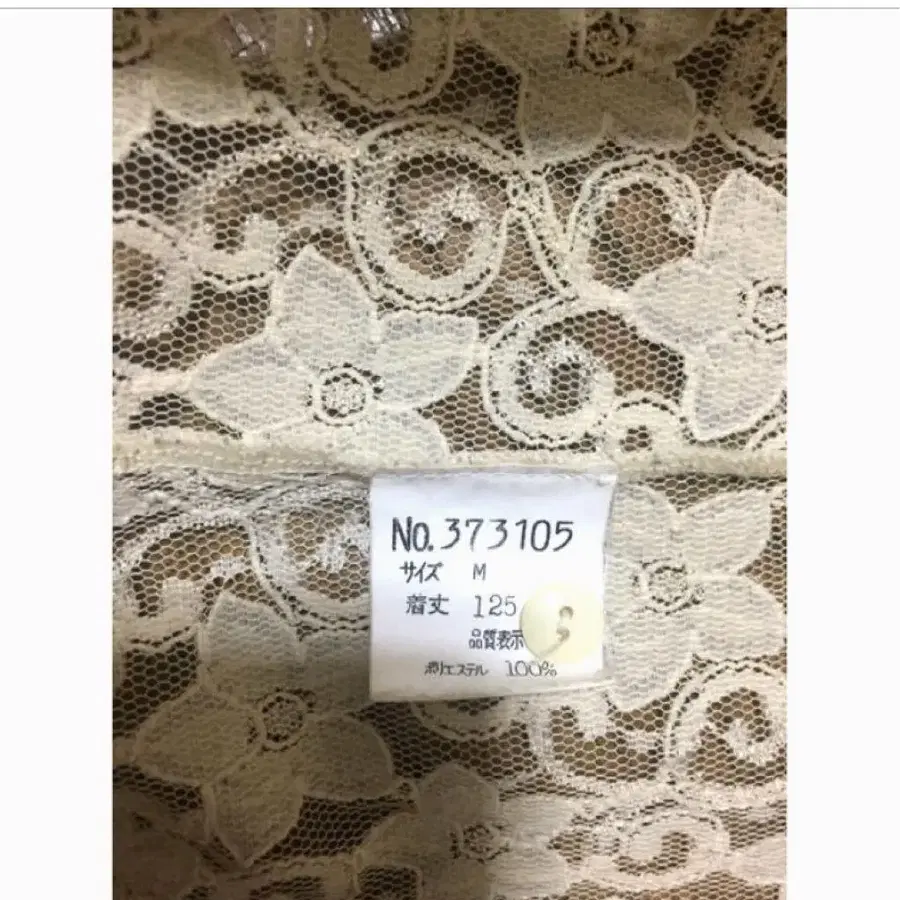 No.373105
サイズ M
着丈 125
品質表示
ポリエステル 100%